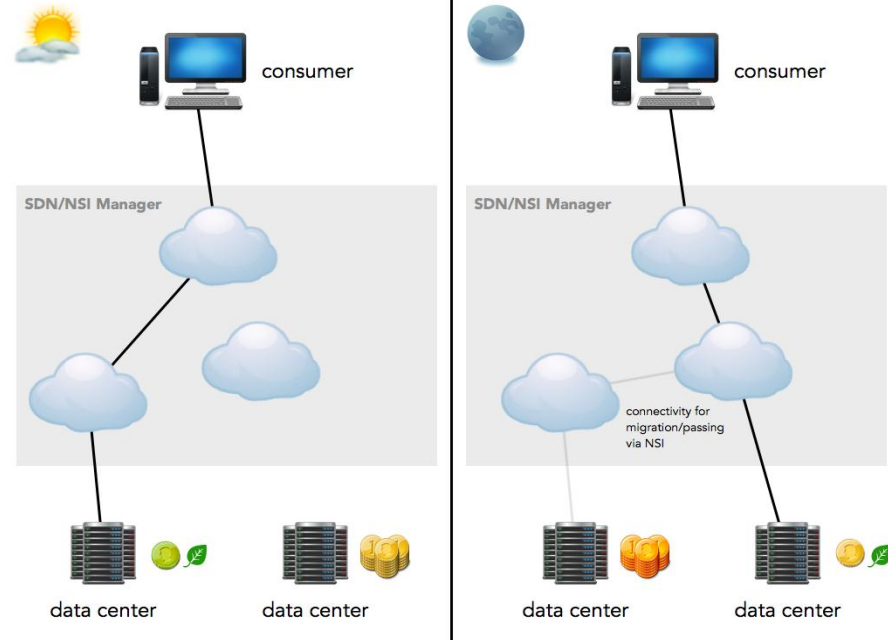 consumer
SDN/NSI Manager
data center
data center
consumer
SDN/NSI Manager
connectivity for
migration/passing
via NSI
data center
data center